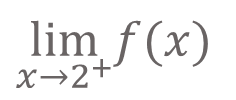 lim f(x)
x→2⁺